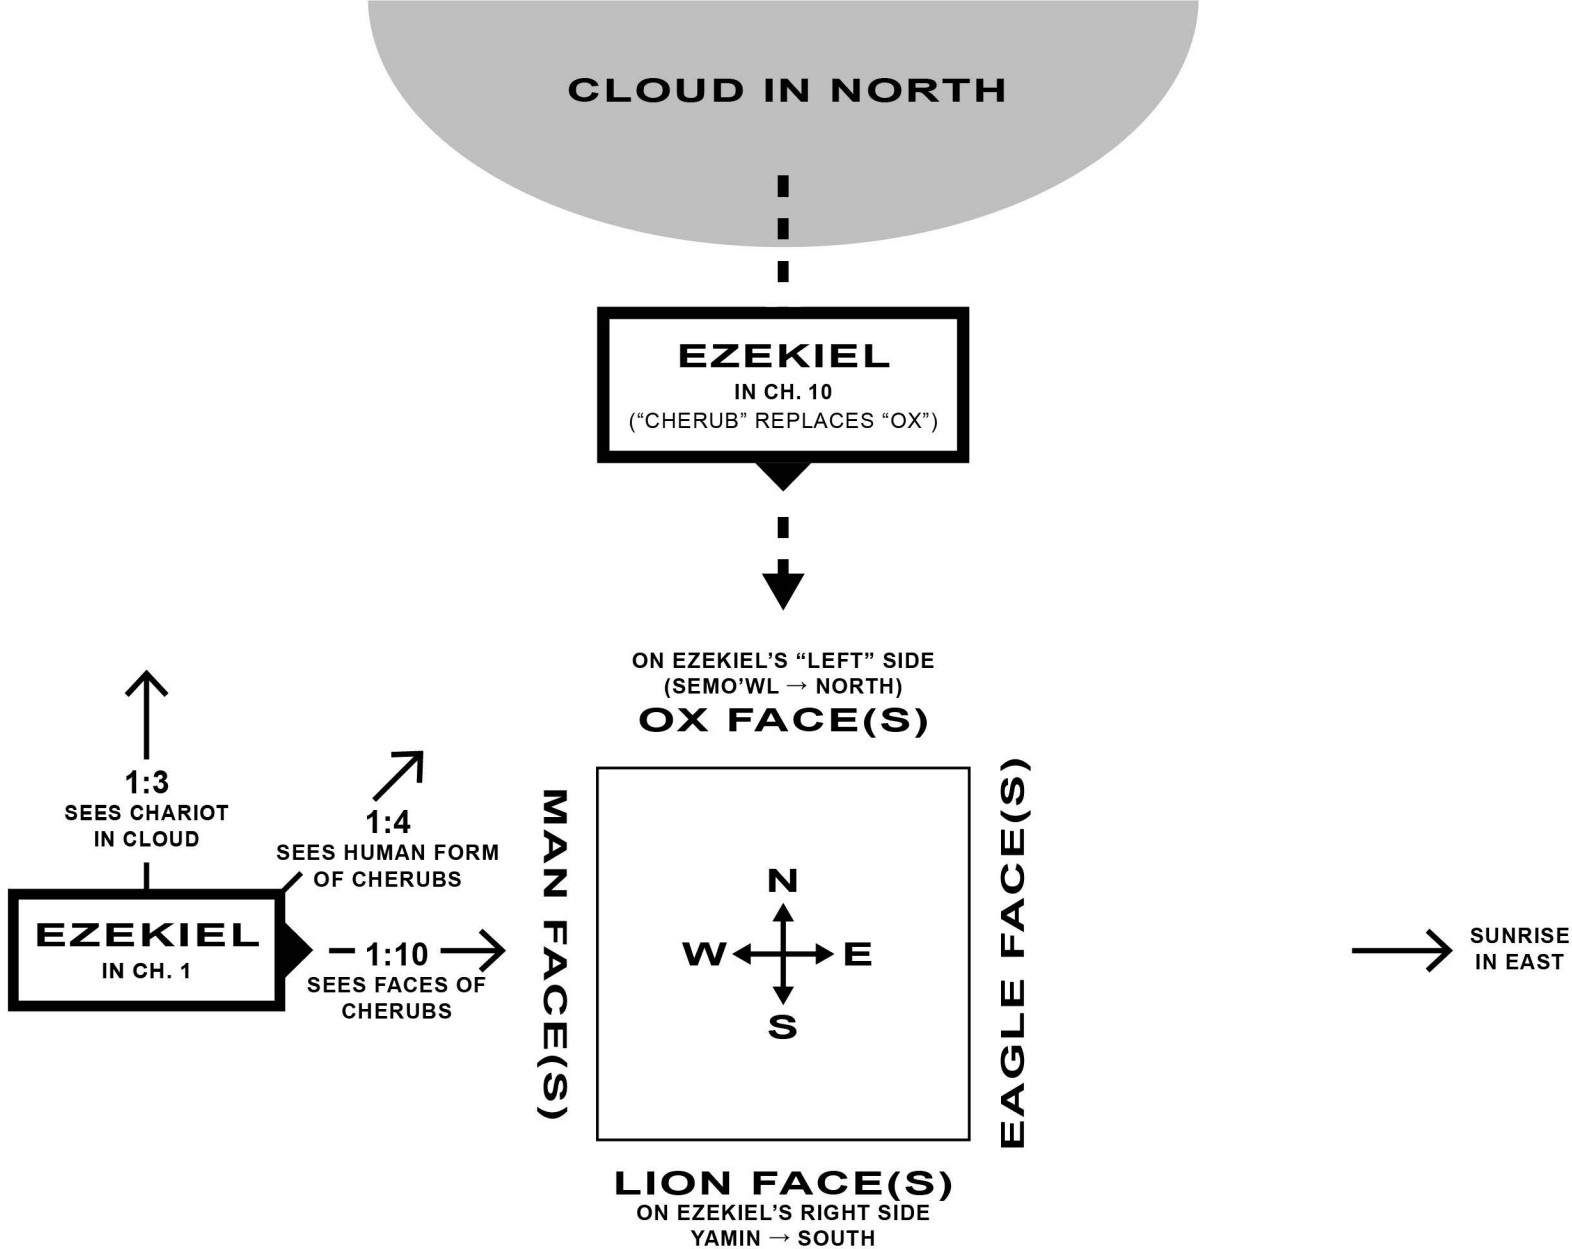 CLOUD IN NORTH
EZEKIEL
IN CH. 10
(“CHERUB” REPLACES “OX”)
ON EZEKIEL’S “LEFT” SIDE
(SEMO’WL → NORTH)
OX FACE(S)
1:3
SEES CHARIOT
IN CLOUD
1:4
SEES HUMAN FORM
OF CHERUBS
EZEKIEL
IN CH. 1
1:10
SEES FACES OF
CHERUBS
MAN FACE(S)
N
W
E
S
EAGLE FACE(S)
SUNRISE
IN EAST
LION FACE(S)
ON EZEKIEL’S RIGHT SIDE
YAMIN → SOUTH